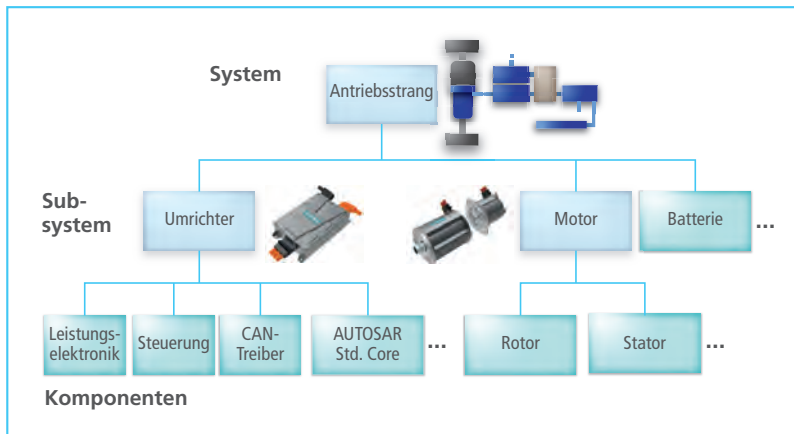 System
Antriebsstrang
Sub-
system
Umrichter
Motor
Batterie
...
Leistungs-
elektronik
Steuerung
CAN-
Treiber
AUTOSAR
Std. Core
...
Rotor
Stator
...
Komponenten